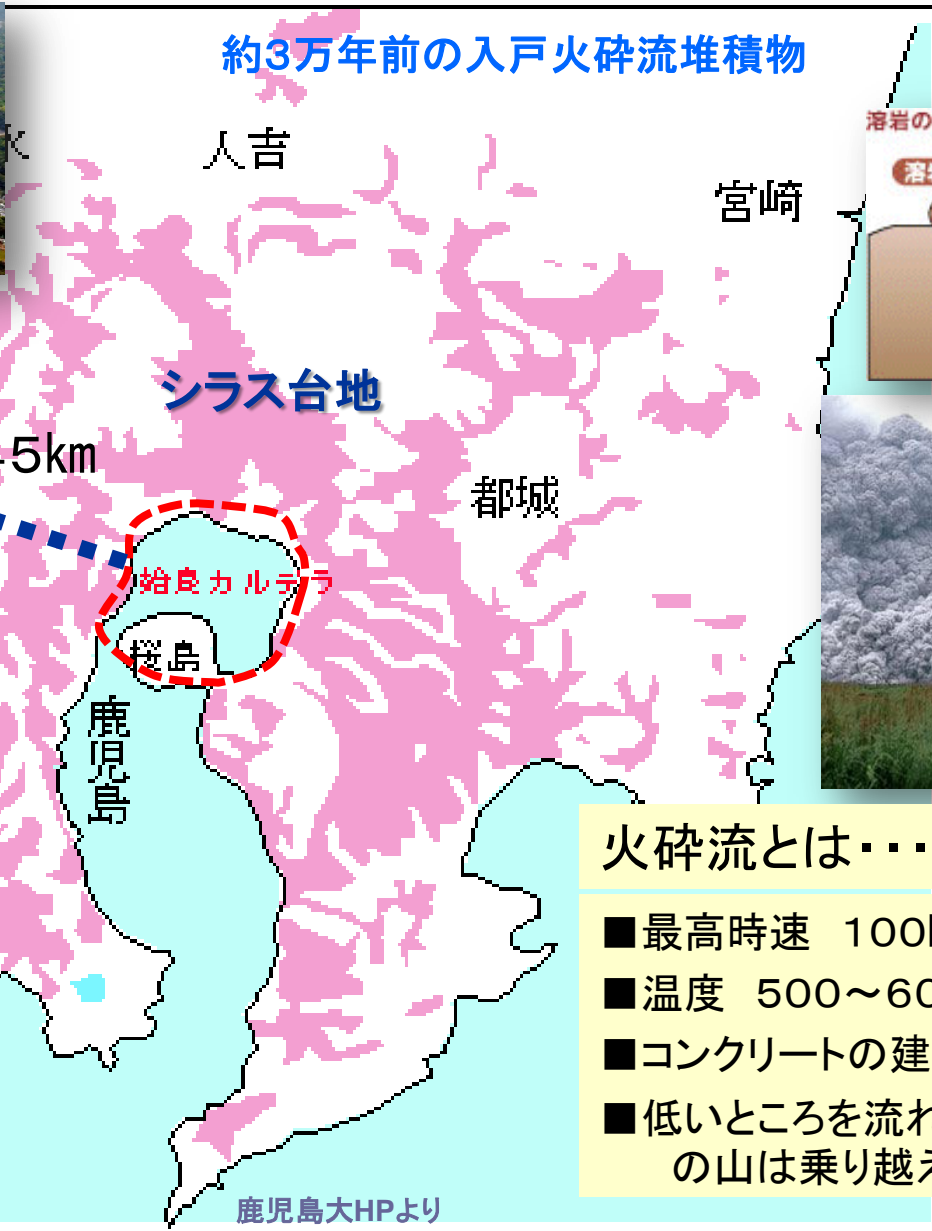 約3万年前の入戸火砕流堆積物
溶岩の
人吉
宮崎
シラス台地
5km
都城
姶良カルデラ
桜島
鹿児島
火砕流とは・・・
■最高時速 100
■温度 500~60
■コンクリートの建
■低いところを流れ
の山は乗り越え
鹿児島大HPより